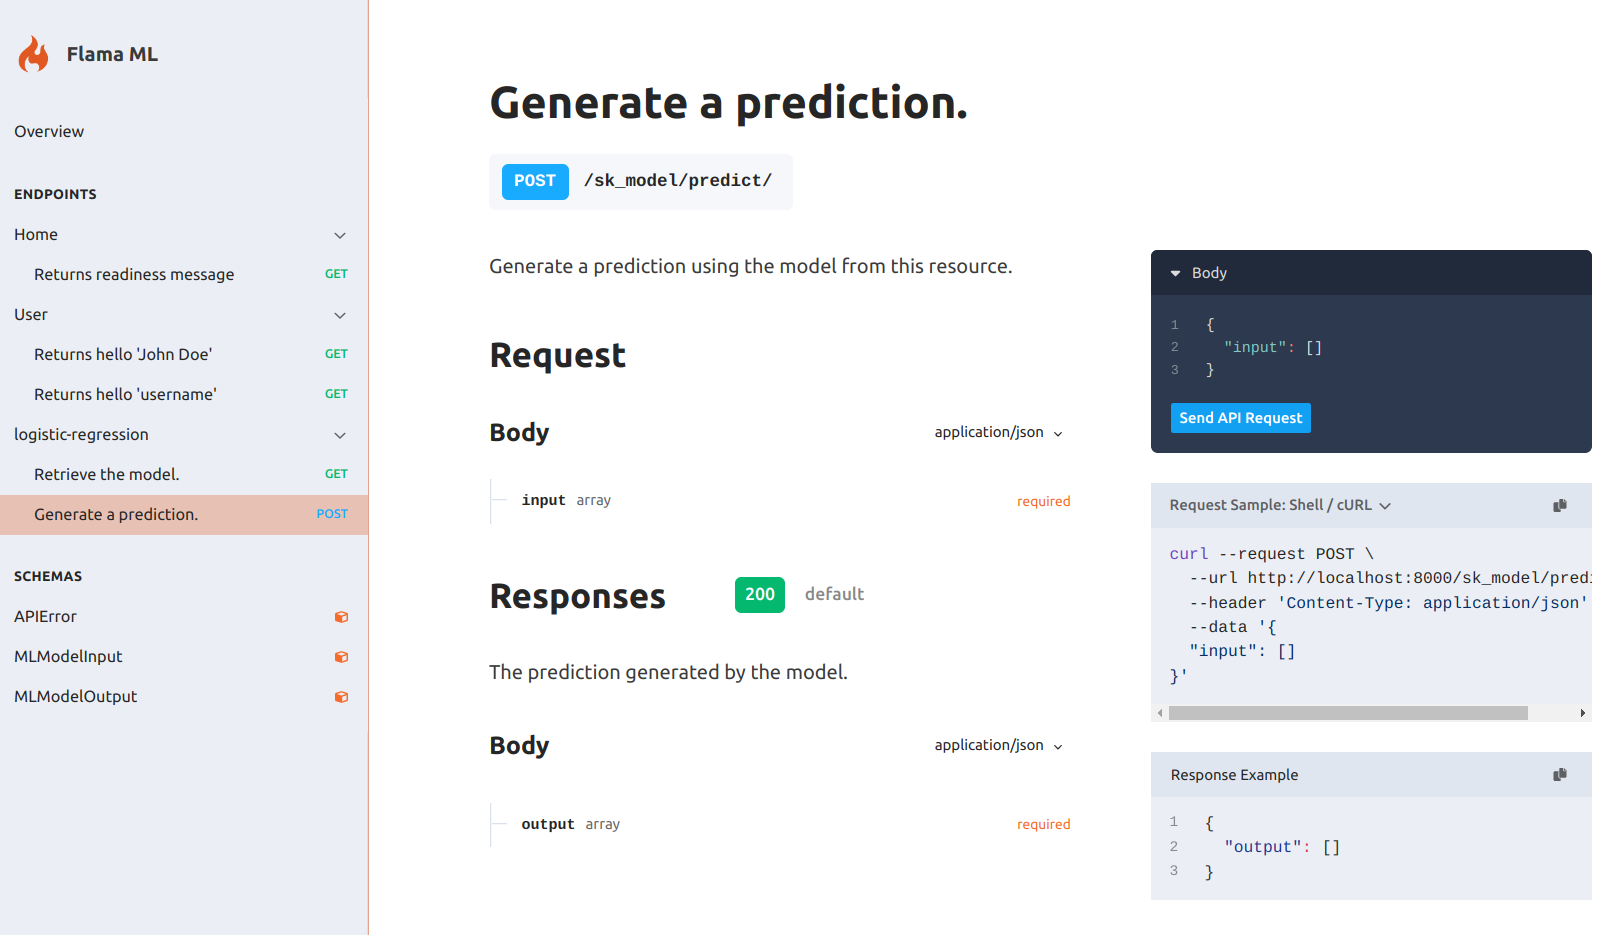 Flama ML
Overview
ENDPOINTS
Home
Returns readiness message GET
User
Returns hello 'John Doe' GET
Returns hello 'username' GET
logistic-regression
Retrieve the model. GET
Generate a prediction. POST
SCHEMAS
APIError
MLModelInput
MLModelOutput
Generate a prediction.
POST /sk_model/predict/
Generate a prediction using the model from this resource.
Request
Body application/json
input array required
Responses 200 default
The prediction generated by the model.
Body application/json
output array required
Body
1 {
2 "input": []
3 }
Send API Request
Request Sample: Shell / cURL
curl --request POST \
--url http://localhost:8000/sk_model/pred
--header 'Content-Type: application/json'
--data '{
"input": []
}'
Response Example
1 {
2 "output": []
3 }